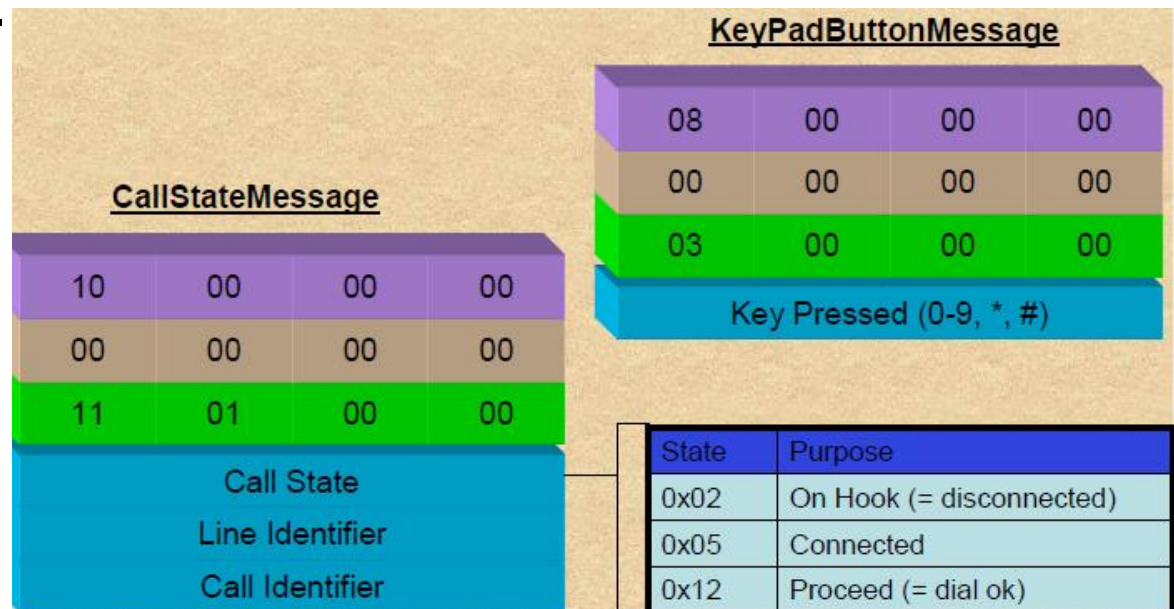 KeyPadButtonMessage
08 00 00 00
00 00 00 00
03 00 00 00
Key Pressed (0-9, *, #)
CallStateMessage
10 00 00 00
00 00 00 00
11 01 00 00
Call State
Line Identifier
Call Identifier
State Purpose
0x02 On Hook (= disconnected)
0x05 Connected
0x12 Proceed (= dial ok)